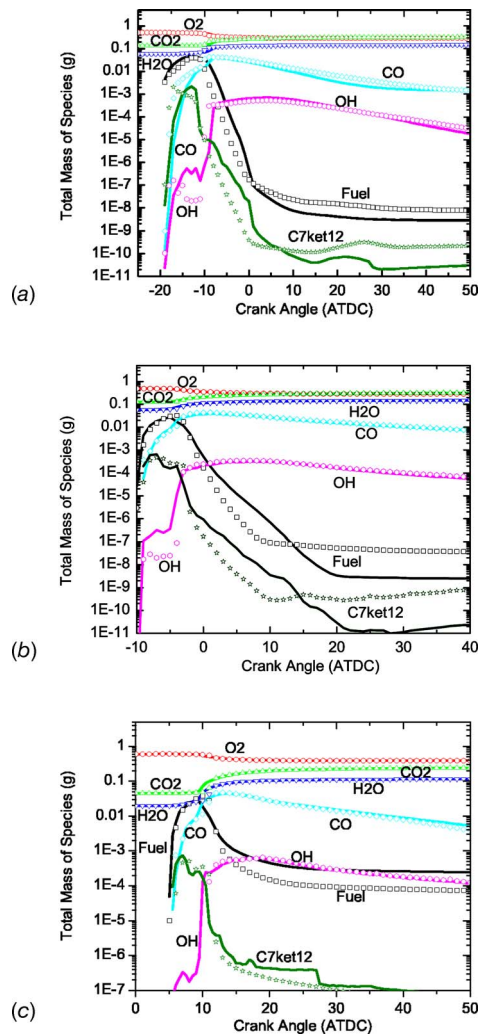 O2
1
CO2
0.1
H2O
0.01
CO
1E-3
OH
1E-4
1E-5
1E-6
CO
1E-7
Fuel
1E-8
OH
1E-9
C7ket12
1E-10
1E-11
-20 -10 0 10 20 30 40 50
Total Mass of Species (g)
Crank Angle (ATDC)
(a)
O2
1
CO2
0.1
H2O
0.01
CO
1E-3
1E-4
OH
1E-5
1E-6
1E-7
OH
Fuel
1E-8
1E-9
C7ket12
1E-10
1E-11
-10 0 10 20 30 40
Total Mass of Species (g)
Crank Angle (ATDC)
(b)
O2
1
CO2
CO2
0.1
H2O
H2O
0.01
CO
CO
Fuel
1E-3
OH
1E-4
Fuel
1E-5
OH
1E-6
C7ket12
1E-7
0 10 20 30 40 50
Total Mass of Species (g)
Crank Angle (ATDC)
(c)